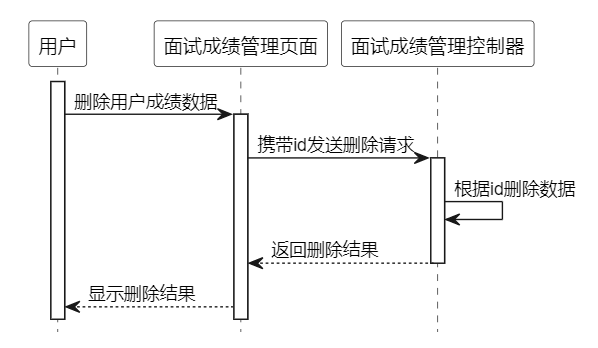 用户
面试成绩管理页面
面试成绩管理控制器
删除用户成绩数据
携带id发送删除请求
根据id删除数据
返回删除结果
显示删除结果